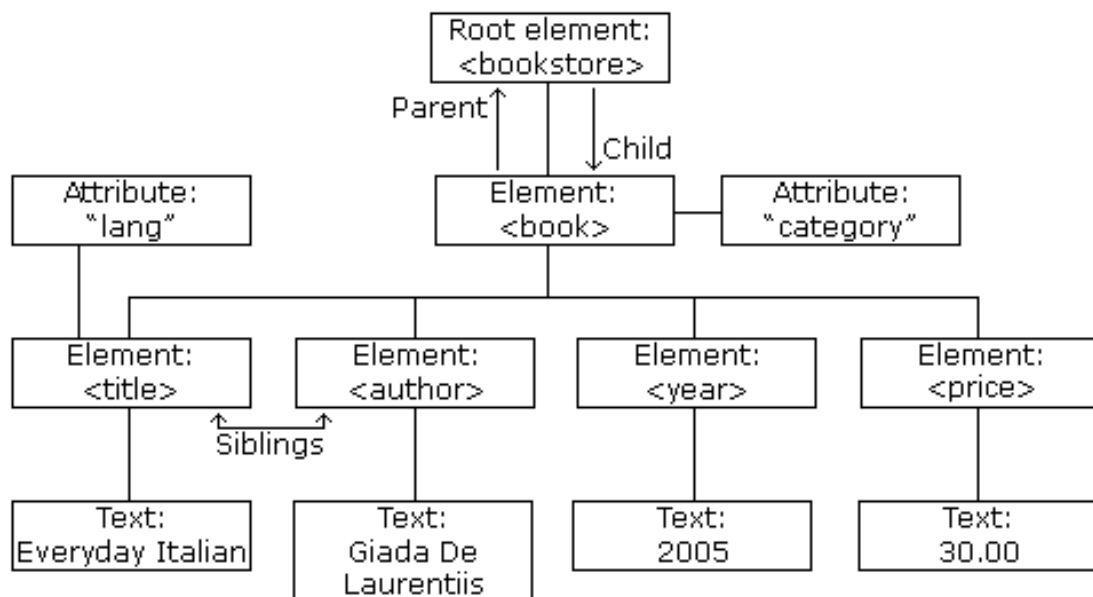 Root element:
<bookstore>
Parent
Child
Attribute:
“lang”
Element:
<book>
Attribute:
“category”
Element:
<title>
Element:
<author>
Element:
<year>
Element:
<price>
Siblings
Text:
Everyday Italian
Text:
Giada De
Laurentiis
Text:
2005
Text:
30.00